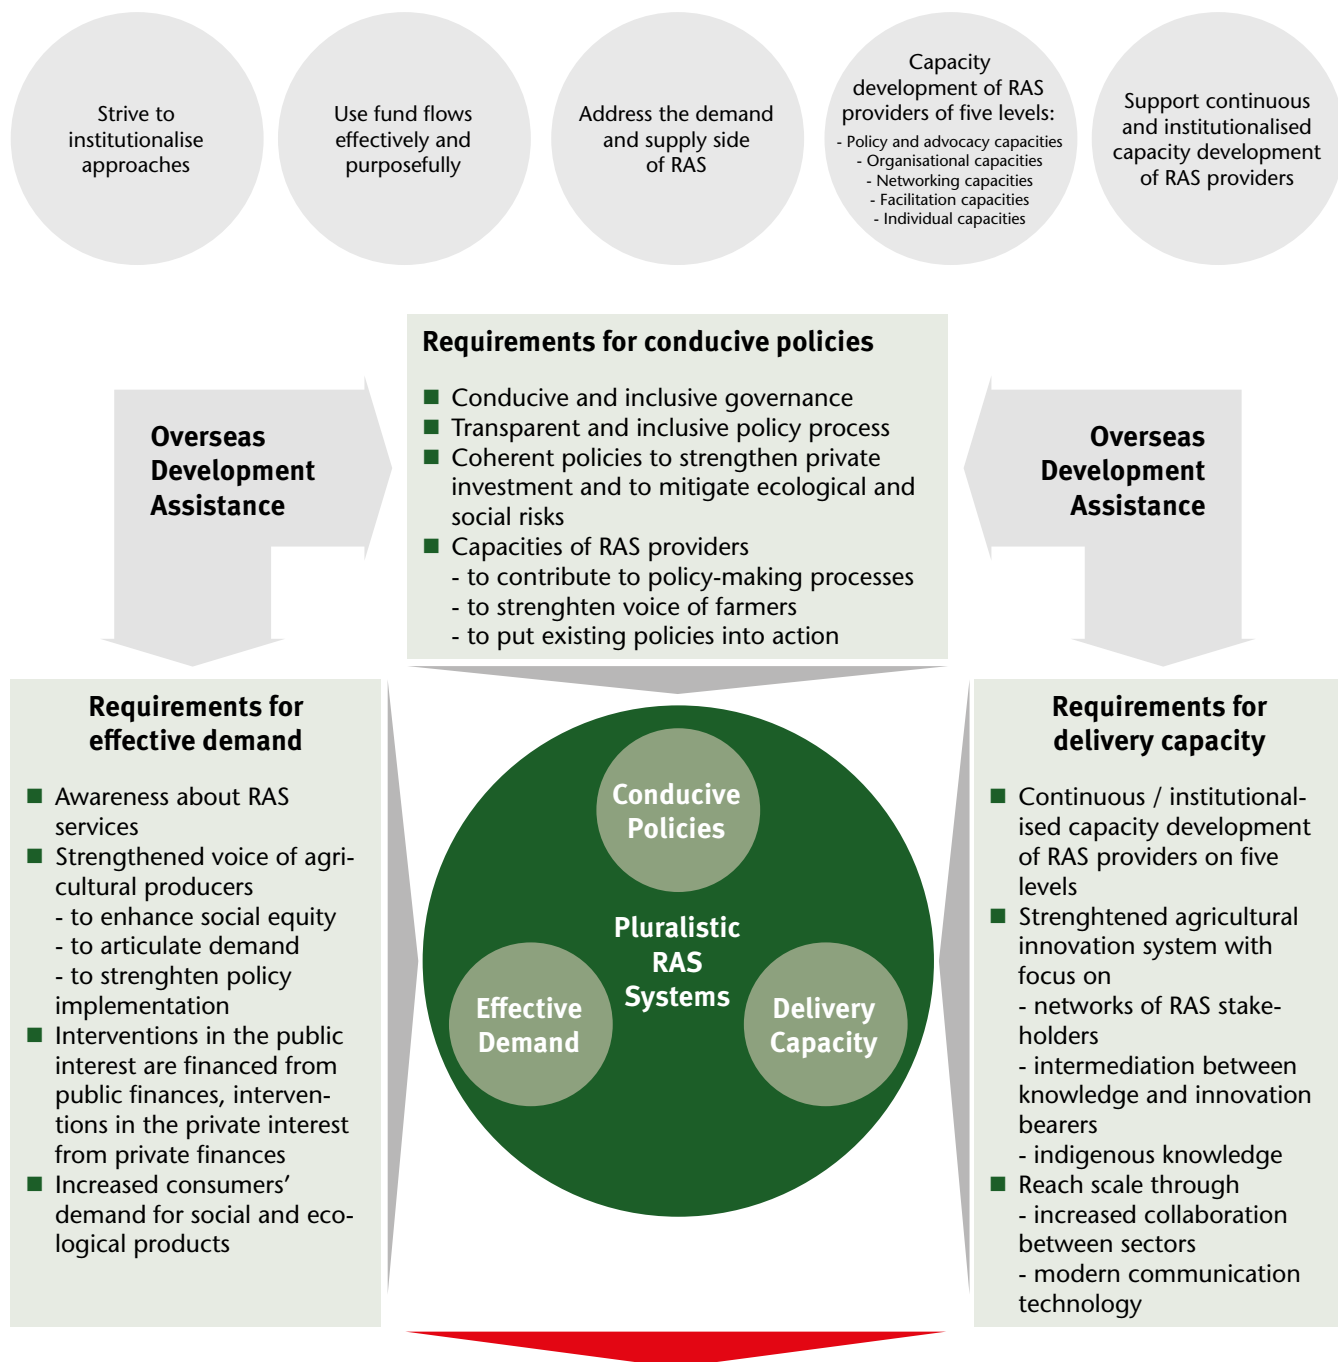 Strive to
institutionalise
approaches
Use fund flows
effectively and
purposefully
Address the demand
and supply side
of RAS
Capacity
development of RAS
providers of five levels:
- Policy and advocacy capacities
- Organisational capacities
- Networking capacities
- Facilitation capacities
- Individual capacities
Support continuous
and institutionalised
capacity development
of RAS providers
Overseas
Development
Assistance
Requirements for conducive policies
■ Conducive and inclusive governance
■ Transparent and inclusive policy process
■ Coherent policies to strengthen private
investment and to mitigate ecological and
social risks
■ Capacities of RAS providers
- to contribute to policy-making processes
- to strenghten voice of farmers
- to put existing policies into action
Overseas
Development
Assistance
Requirements for
effective demand
■ Awareness about RAS
services
■ Strengthened voice of agri-
cultural producers
- to enhance social equity
- to articulate demand
- to strenghten policy
implementation
■ Interventions in the public
interest are financed from
public finances, interven-
tions in the private interest
from private finances
■ Increased consumers’
demand for social and eco-
logical products
Conducive
Policies
Pluralistic
RAS
Systems
Effective
Demand
Delivery
Capacity
Requirements for
delivery capacity
■ Continuous / institutional-
ised capacity development
of RAS providers on five
levels
■ Strenghtened agricultural
innovation system with
focus on
- networks of RAS stake-
holders
- intermediation between
knowledge and innovation
bearers
- indigenous knowledge
■ Reach scale through
- increased collaboration
between sectors
- modern communication
technology